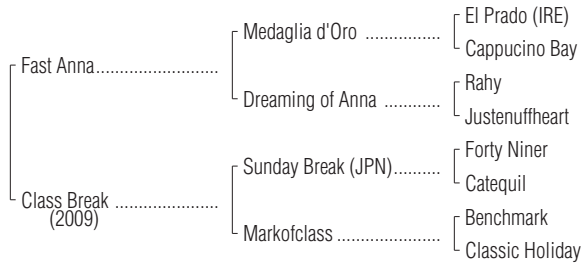 El Prado (IRE)
Medaglia d'Oro ..................
Cappucino Bay
Fast Anna..........................
Rahy
Dreaming of Anna .............
Justenuffheart
Forty Niner
Sunday Break (JPN)..........
Catequil
Class Break ......................
(2009)
Benchmark
Markofclass ......................
Classic Holiday